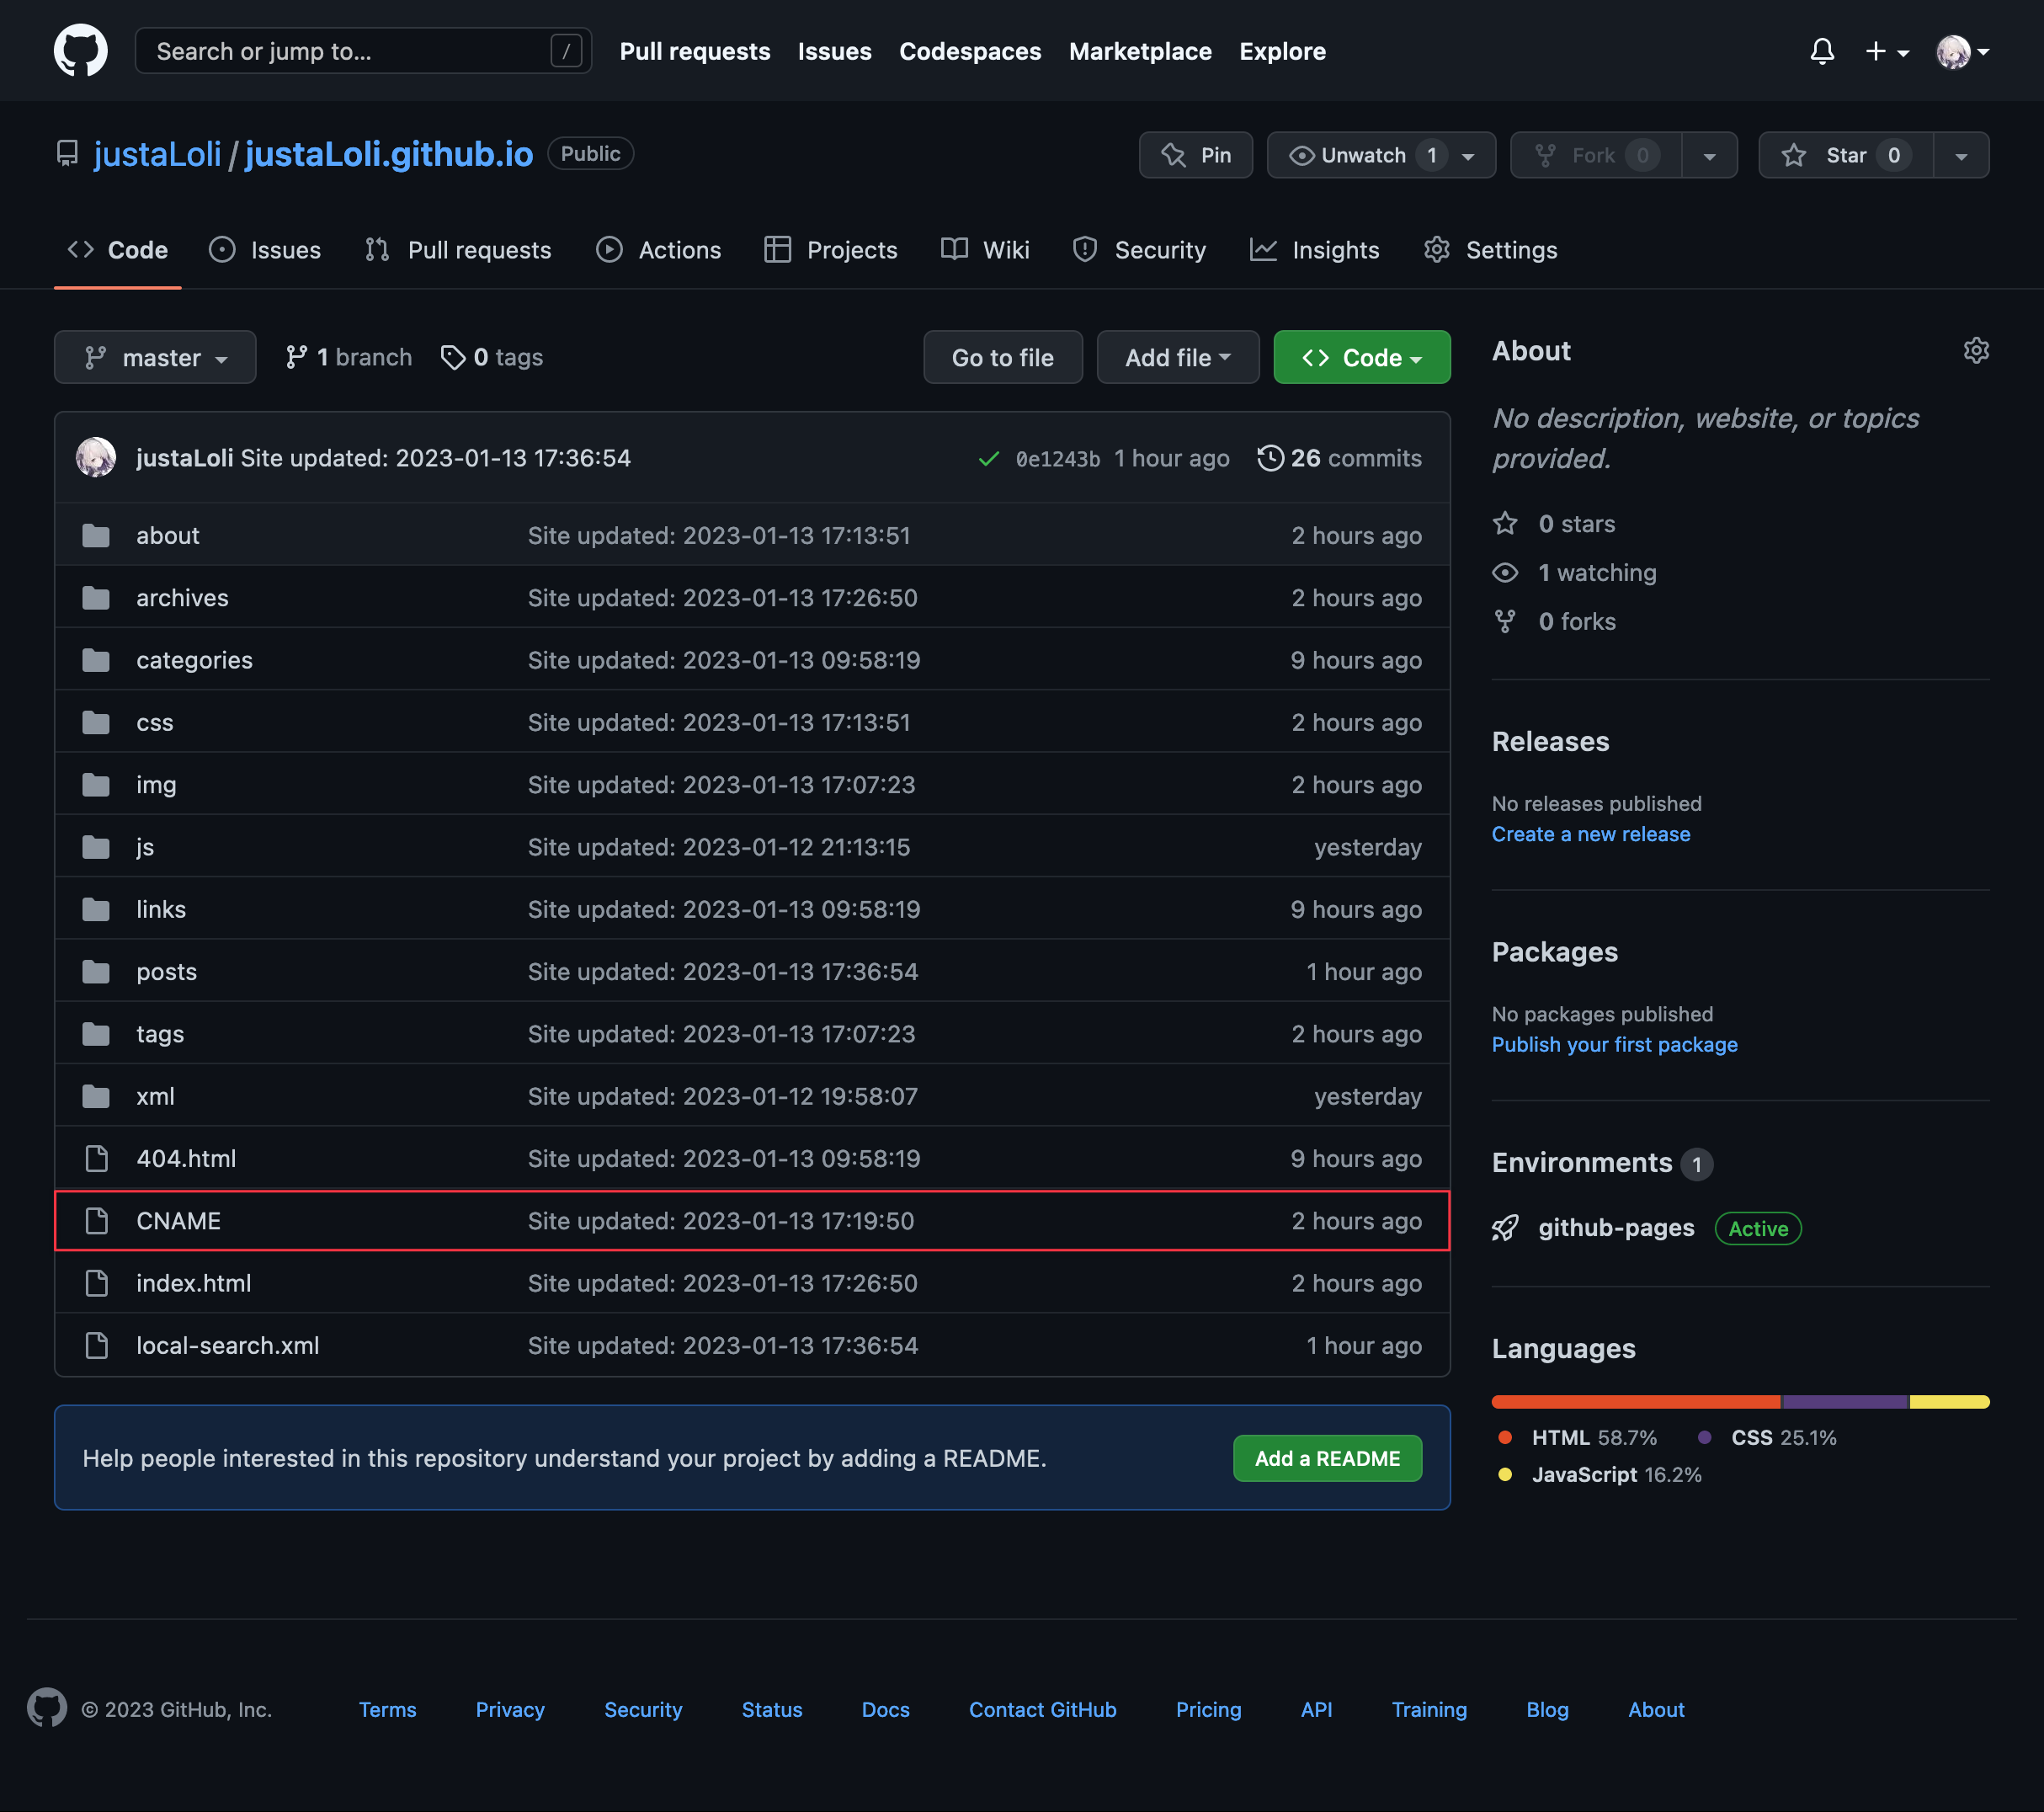 Search or jump to... /
Pull requests Issues Codespaces Marketplace Explore
justaLoli / justaLoli.github.io Public
Pin Unwatch 1 Fork 0 Star 0
Code Issues Pull requests Actions Projects Wiki Security Insights Settings
master 1 branch 0 tags Go to file Add file Code
justaLoli Site updated: 2023-01-13 17:36:54 0e1243b 1 hour ago 26 commits
about Site updated: 2023-01-13 17:13:51 2 hours ago
archives Site updated: 2023-01-13 17:26:50 2 hours ago
categories Site updated: 2023-01-13 09:58:19 9 hours ago
css Site updated: 2023-01-13 17:13:51 2 hours ago
img Site updated: 2023-01-13 17:07:23 2 hours ago
js Site updated: 2023-01-12 21:13:15 yesterday
links Site updated: 2023-01-13 09:58:19 9 hours ago
posts Site updated: 2023-01-13 17:36:54 1 hour ago
tags Site updated: 2023-01-13 17:07:23 2 hours ago
xml Site updated: 2023-01-12 19:58:07 yesterday
404.html Site updated: 2023-01-13 09:58:19 9 hours ago
CNAME Site updated: 2023-01-13 17:19:50 2 hours ago
index.html Site updated: 2023-01-13 17:26:50 2 hours ago
local-search.xml Site updated: 2023-01-13 17:36:54 1 hour ago
Help people interested in this repository understand your project by adding a README. Add a README
About
No description, website, or topics
provided.
0 stars
1 watching
0 forks
Releases
No releases published
Create a new release
Packages
No packages published
Publish your first package
Environments 1
github-pages Active
Languages
HTML 58.7% CSS 25.1%
JavaScript 16.2%
© 2023 GitHub, Inc. Terms Privacy Security Status Docs Contact GitHub Pricing API Training Blog About